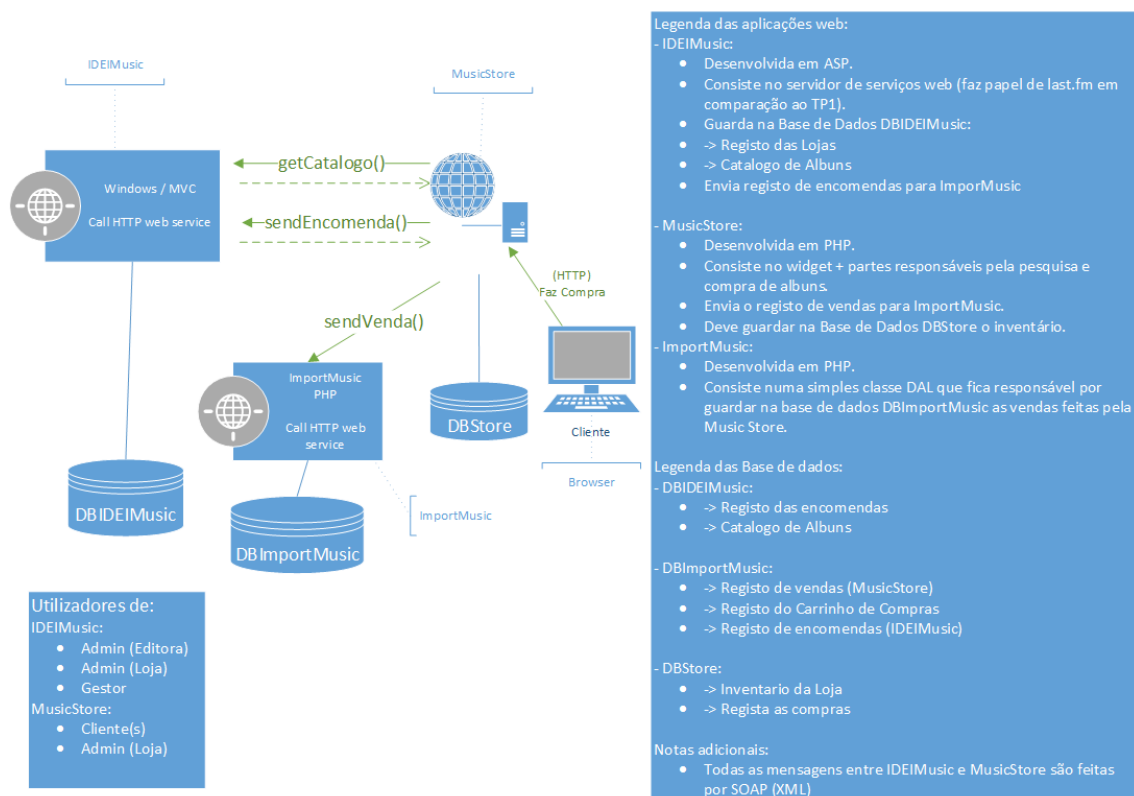 IDEIMusic
MusicStore
getCatalogo()
Windows / MVC
Call HTTP web service
sendEncomenda()
(HTTP)
Faz Compra
sendVenda()
ImportMusic
PHP
Call HTTP web
service
DBStore
Cliente
Browser
DBIDEIMusic
ImportMusic
DBImportMusic
Utilizadores de:
IDEIMusic:
• Admin (Editora)
• Admin (Loja)
• Gestor
MusicStore:
• Cliente(s)
• Admin (Loja)
Legenda das aplicações web:
- IDEIMusic:
• Desenvolvida em ASP.
• Consiste no servidor de serviços web (faz papel de last.fm em
comparação ao TP1).
• Guarda na Base de Dados DBIDEIMusic:
• -> Registo das Lojas
• -> Catalogo de Albuns
• Envia registo de encomendas para ImporMusic
- MusicStore:
• Desenvolvida em PHP.
• Consiste no widget + partes responsáveis pela pesquisa e
compra de albuns.
• Envia o registo de vendas para ImportMusic.
• Deve guardar na Base de Dados DBStore o inventário.
- ImportMusic:
• Desenvolvida em PHP.
• Consiste numa simples classe DAL que fica responsável por
guardar na base de dados DBImportMusic as vendas feitas pela
Music Store.
Legenda das Base de dados:
- DBIDEIMusic:
• -> Registo das encomendas
• -> Catalogo de Albuns
- DBImportMusic:
• -> Registo de vendas (MusicStore)
• -> Registo do Carrinho de Compras
• -> Registo de encomendas (IDEIMusic)
- DBStore:
• -> Inventario da Loja
• -> Regista as compras
Notas adicionais:
• Todas as mensagens entre IDEIMusic e MusicStore são feitas
por SOAP (XML)